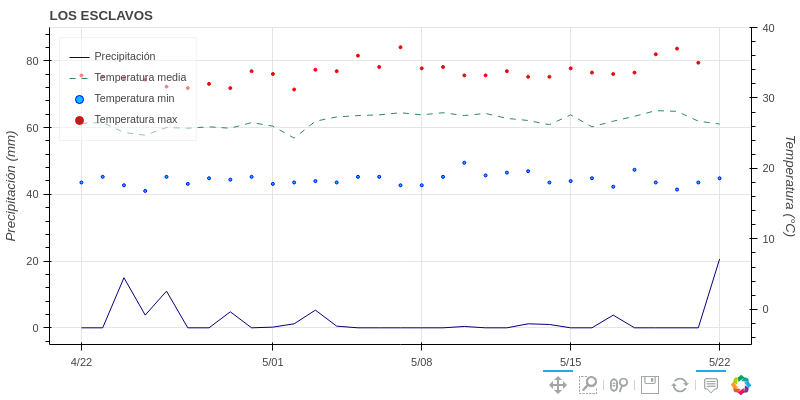 LOS ESCLAVOS
Precipitación
Temperatura media
Temperatura min
Temperatura max
Precipitación (mm)
80
60
40
20
0
Temperatura (°C)
40
30
20
10
0
4/22
5/01
5/08
5/15
5/22